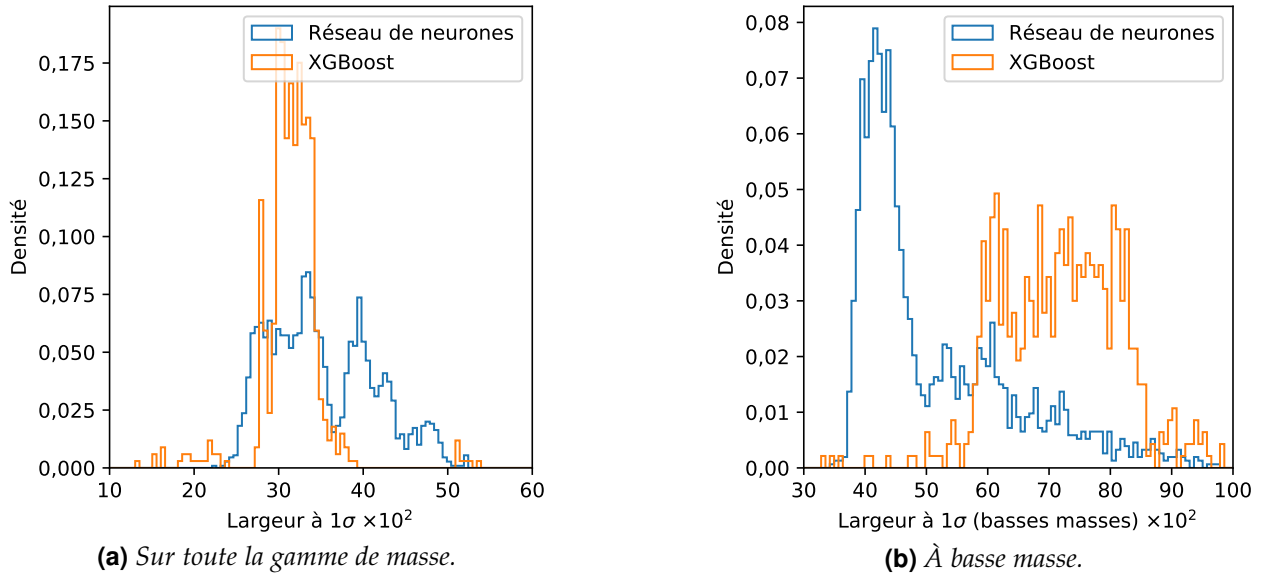 Réseau de neurones
XGBoost
0,175
0,150
0,125
0,100
0,075
0,050
0,025
0,000
Densité
10 20 30 40 50 60
Largeur à 1σ ×10²
(a) Sur toute la gamme de masse.
Réseau de neurones
XGBoost
0,08
0,07
0,06
0,05
0,04
0,03
0,02
0,01
0,00
Densité
30 40 50 60 70 80 90 100
Largeur à 1σ (basses masses) ×10²
(b) À basse masse.